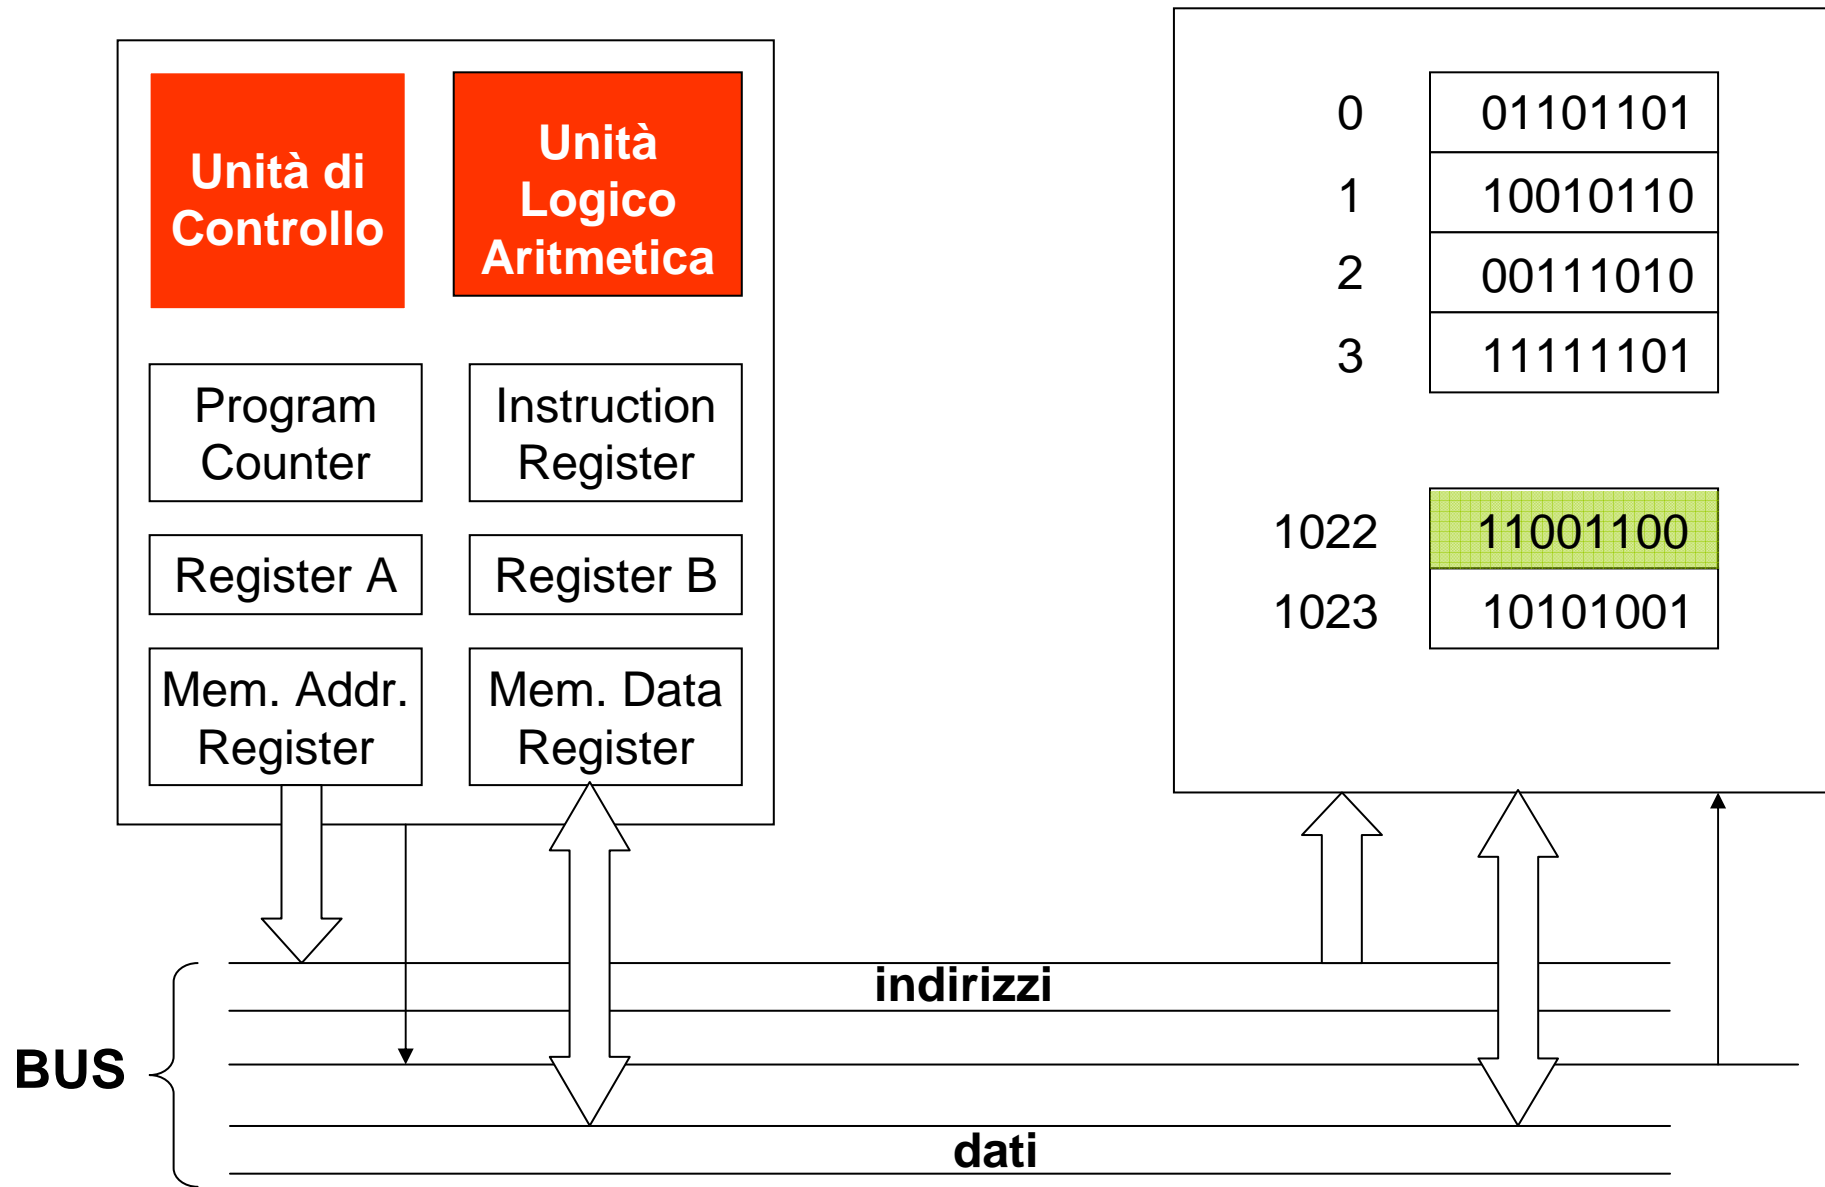 Unità di
Controllo
Unità
Logico
Aritmetica
Program
Counter
Instruction
Register
Register A
Register B
Mem. Addr.
Register
Mem. Data
Register
0 01101101
1 10010110
2 00111010
3 11111101
1022 11001100
1023 10101001
BUS
indirizzi
dati